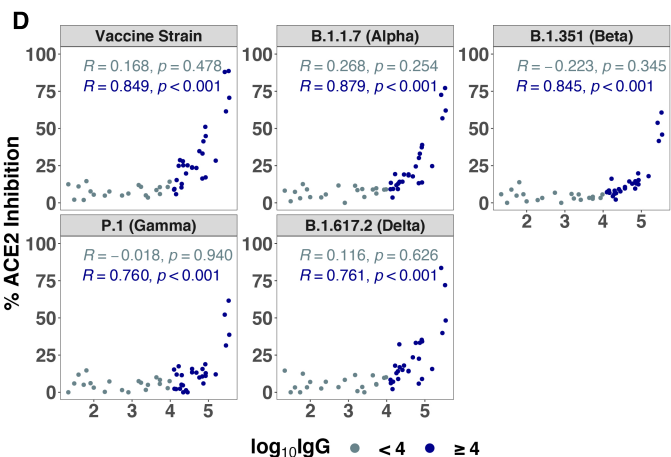 D
Vaccine Strain
B.1.1.7 (Alpha)
B.1.351 (Beta)
100
75
50
25
0
R = 0.168, p = 0.478
R = 0.849, p < 0.001
100
75
50
25
0
R = 0.268, p = 0.254
R = 0.879, p < 0.001
100
75
50
25
0
R = −0.223, p = 0.345
R = 0.845, p < 0.001
2 3 4 5
% ACE2 Inhibition
P.1 (Gamma)
B.1.617.2 (Delta)
100
75
50
25
0
R = −0.018, p = 0.940
R = 0.760, p < 0.001
2 3 4 5
100
75
50
25
0
R = 0.116, p = 0.626
R = 0.761, p < 0.001
2 3 4 5
log₁₀IgG < 4 ≥ 4